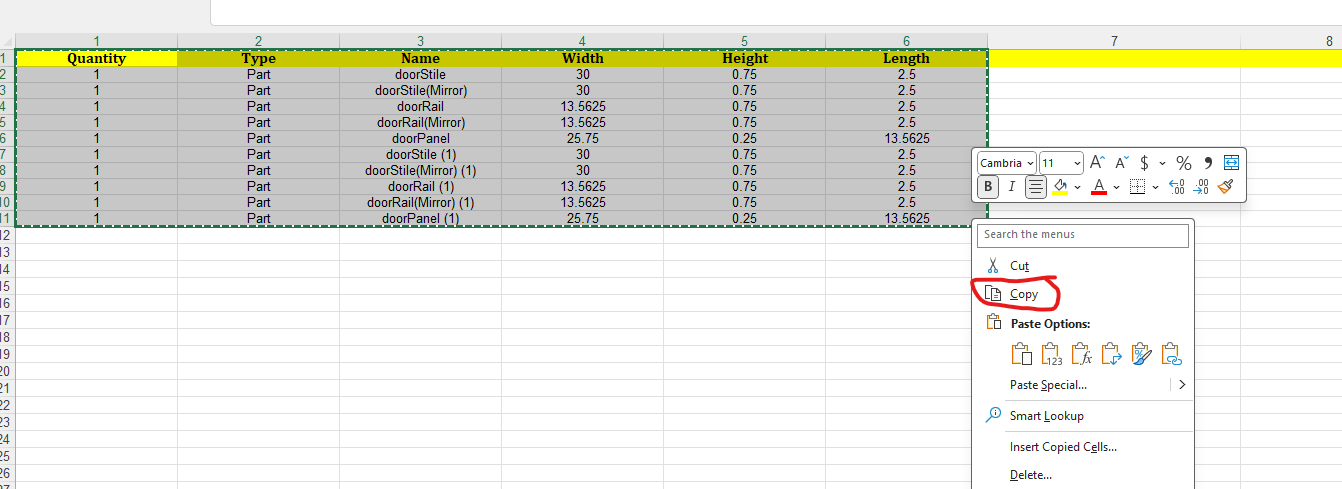 1 2 3 4 5 6 7 8
1 Quantity Type Name Width Height Length
2 1 Part doorStile 30 0.75 2.5
3 1 Part doorStile(Mirror) 30 0.75 2.5
4 1 Part doorRail 13.5625 0.75 2.5
5 1 Part doorRail(Mirror) 13.5625 0.75 2.5
6 1 Part doorPanel 25.75 0.25 13.5625
7 1 Part doorStile (1) 30 0.75 2.5
8 1 Part doorStile(Mirror) (1) 30 0.75 2.5
9 1 Part doorRail (1) 13.5625 0.75 2.5
10 1 Part doorRail(Mirror) (1) 13.5625 0.75 2.5
11 1 Part doorPanel (1) 25.75 0.25 13.5625
12
13
14
15
16
17
18
19
20
21
22
23
24
25
26
27
Cambria 11 A A $ % 9
B I A .00 .00
Search the menus
Cut
Copy
Paste Options:
123 fx %
Paste Special...
Smart Lookup
Insert Copied Cells...
Delete...